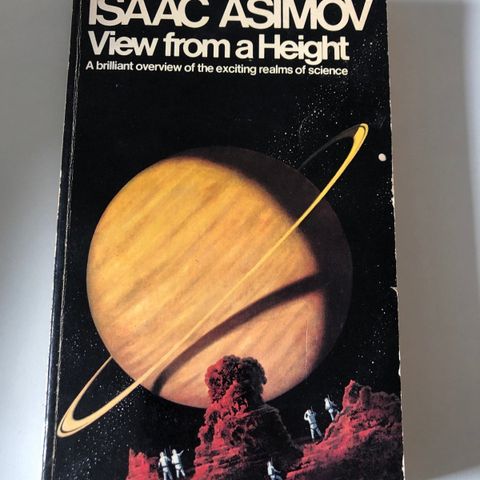 ISAAC ASIMOV
View from a Height
A brilliant overview of the exciting realms of science